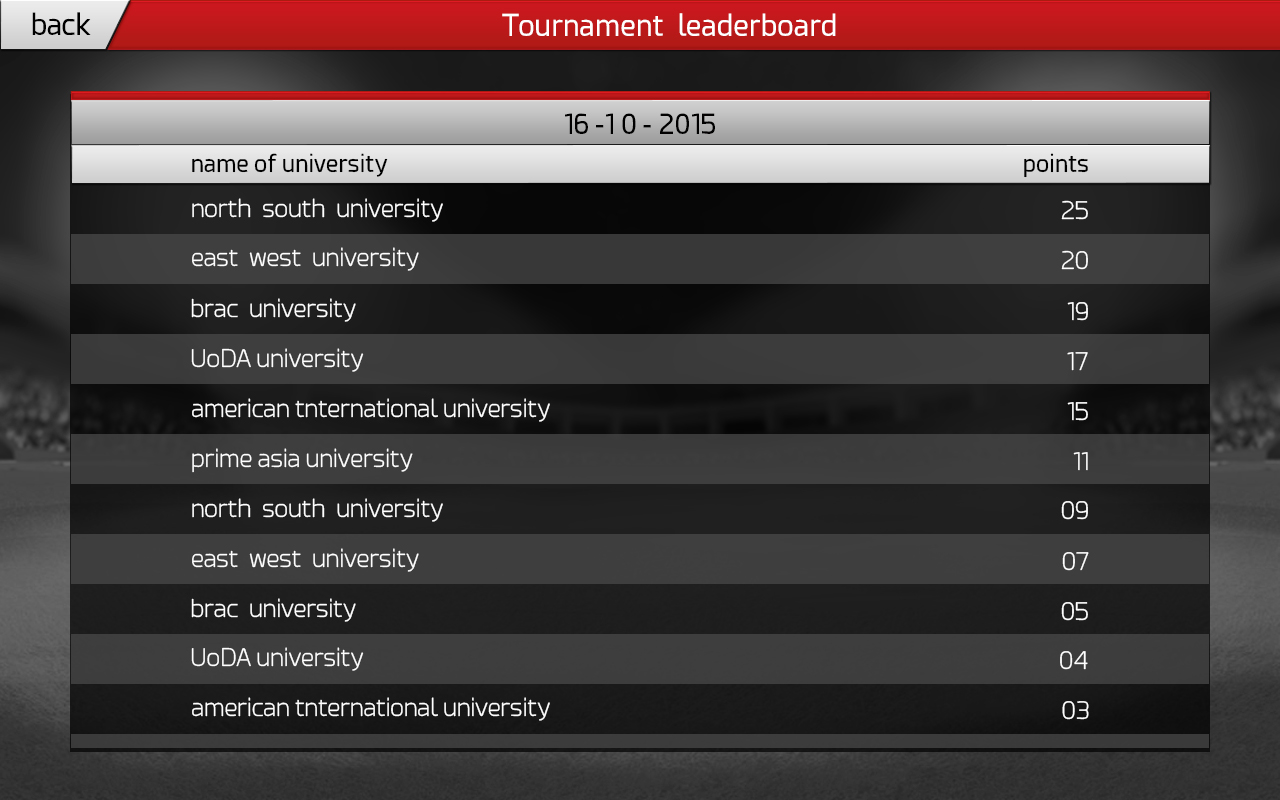 back
Tournament leaderboard
16 -1 0 - 2015
name of university points
north south university 25
east west university 20
brac university 19
UoDA university 17
american tnternational university 15
prime asia university 11
north south university 09
east west university 07
brac university 05
UoDA university 04
american tnternational university 03